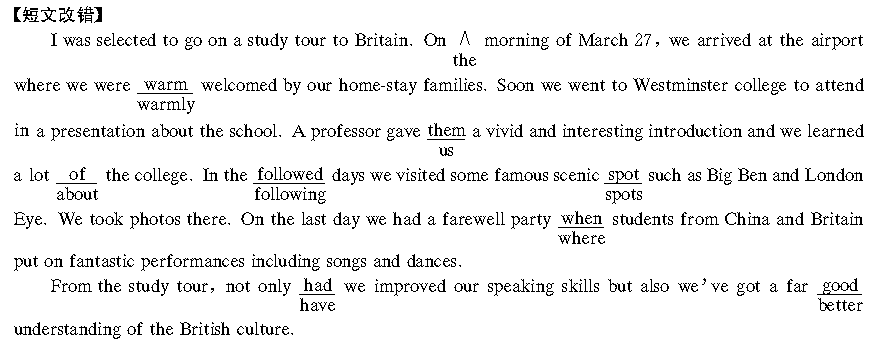 【短文改错】
I was selected to go on a study tour to Britain. On ∧ morning of March 27, we arrived at the airport
the
where we were warm welcomed by our home-stay families. Soon we went to Westminster college to attend
warmly
in a presentation about the school. A professor gave them a vivid and interesting introduction and we learned
us
a lot of the college. In the followed days we visited some famous scenic spot such as Big Ben and London
about following spots
Eye. We took photos there. On the last day we had a farewell party when students from China and Britain
where
put on fantastic performances including songs and dances.
From the study tour, not only had we improved our speaking skills but also we've got a far good
have better
understanding of the British culture.